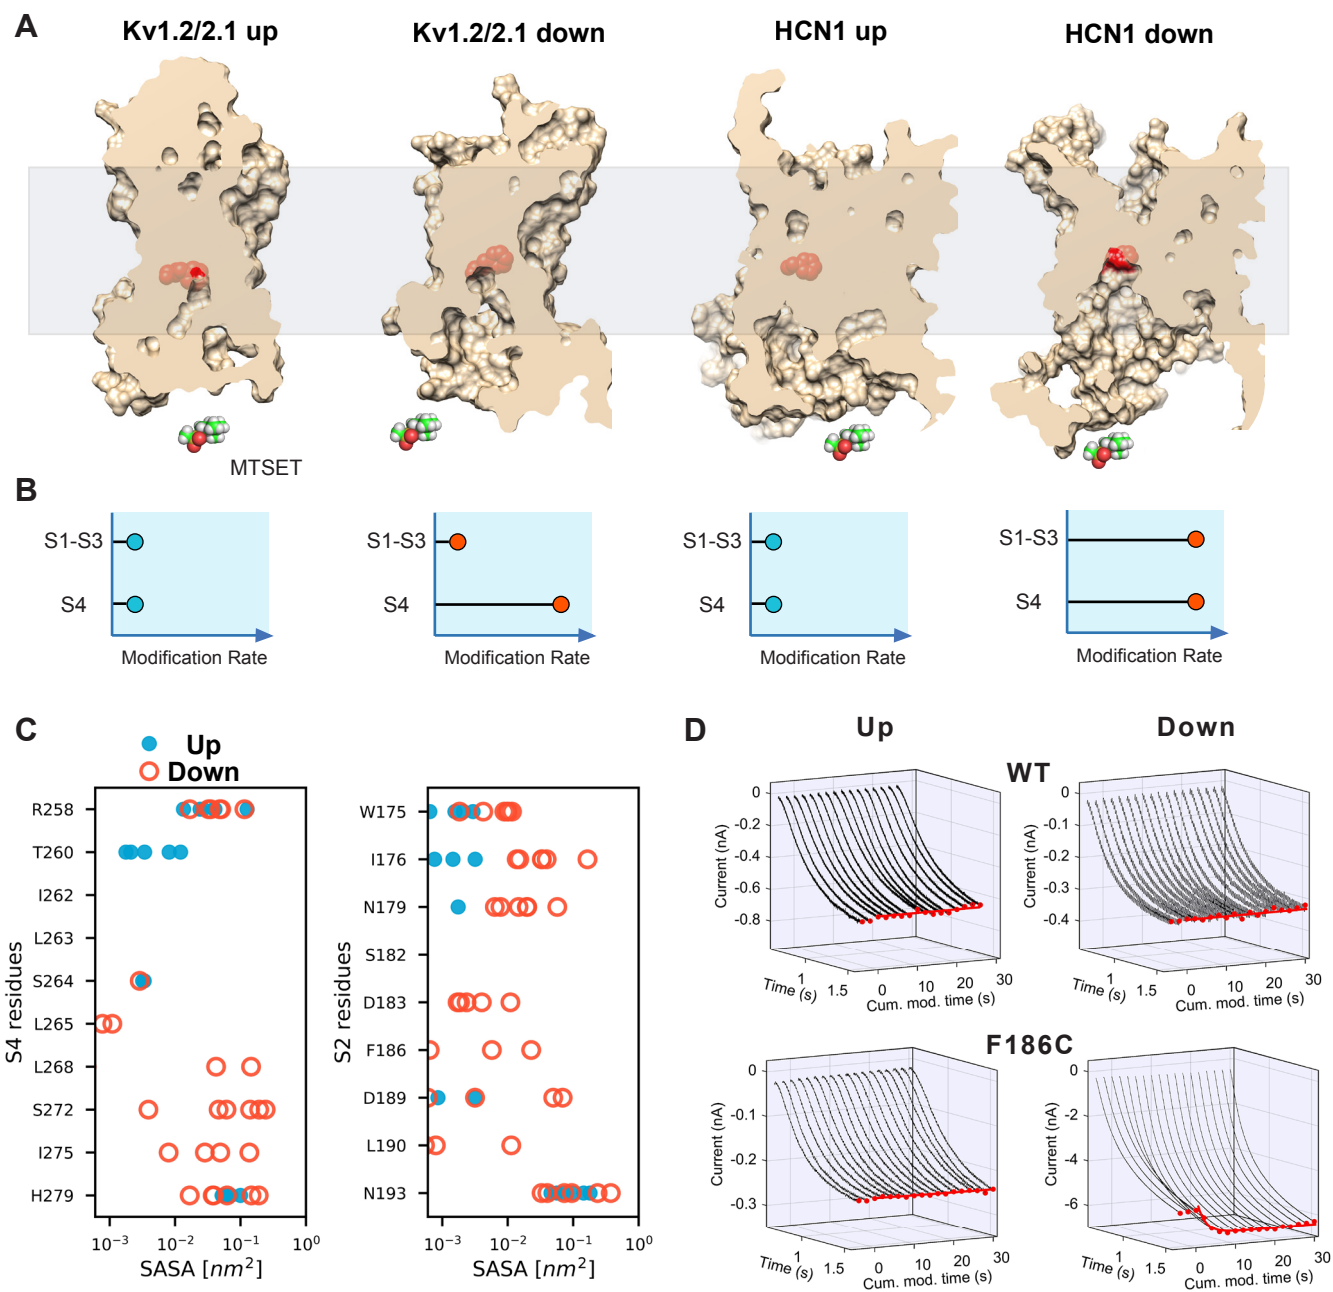 A
Kv1.2/2.1 up
Kv1.2/2.1 down
HCN1 up
HCN1 down
MTSET
B
S1-S3
S4
Modification Rate
S1-S3
S4
Modification Rate
S1-S3
S4
Modification Rate
S1-S3
S4
Modification Rate
C
Up
Down
S4 residues
R258
T260
I262
L263
S264
L265
L268
S272
I275
H279
10⁻³ 10⁻² 10⁻¹ 10⁰
SASA [nm²]
S2 residues
W175
I176
N179
S182
D183
F186
D189
L190
N193
10⁻³ 10⁻² 10⁻¹ 10⁰
SASA [nm²]
D
Up
Down
WT
Current (nA)
0
-0.2
-0.4
-0.6
-0.8
Time (s)
1
1.5
0 10 20 30
Cum. mod. time (s)
Current (nA)
0
-0.1
-0.2
-0.3
-0.4
Time (s)
1
1.5
0 10 20 30
Cum. mod. time (s)
F186C
Current (nA)
0
-0.1
-0.2
-0.3
Time (s)
1
1.5
0 10 20 30
Cum. mod. time (s)
Current (nA)
0
-2
-4
-6
Time (s)
1
1.5
0 10 20 30
Cum. mod. time (s)